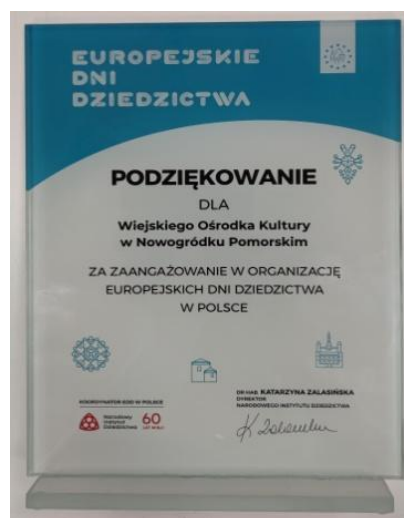 EUROPEJSKIE
DNI
DZIEDZICTWA
PODZIĘKOWANIE
DLA
Wiejskiego Ośrodka Kultury
w Nowogródku Pomorskim
ZA ZAANGAŻOWANIE W ORGANIZACJĘ
EUROPEJSKICH DNI DZIEDZICTWA
W POLSCE
KOORDYNATOR EDD W POLSCE
Narodowy
Instytut
Dziedzictwa
60
DR HAB. KATARZYNA ZALASIŃSKA
DYREKTOR
NARODOWEGO INSTYTUTU DZIEDZICTWA